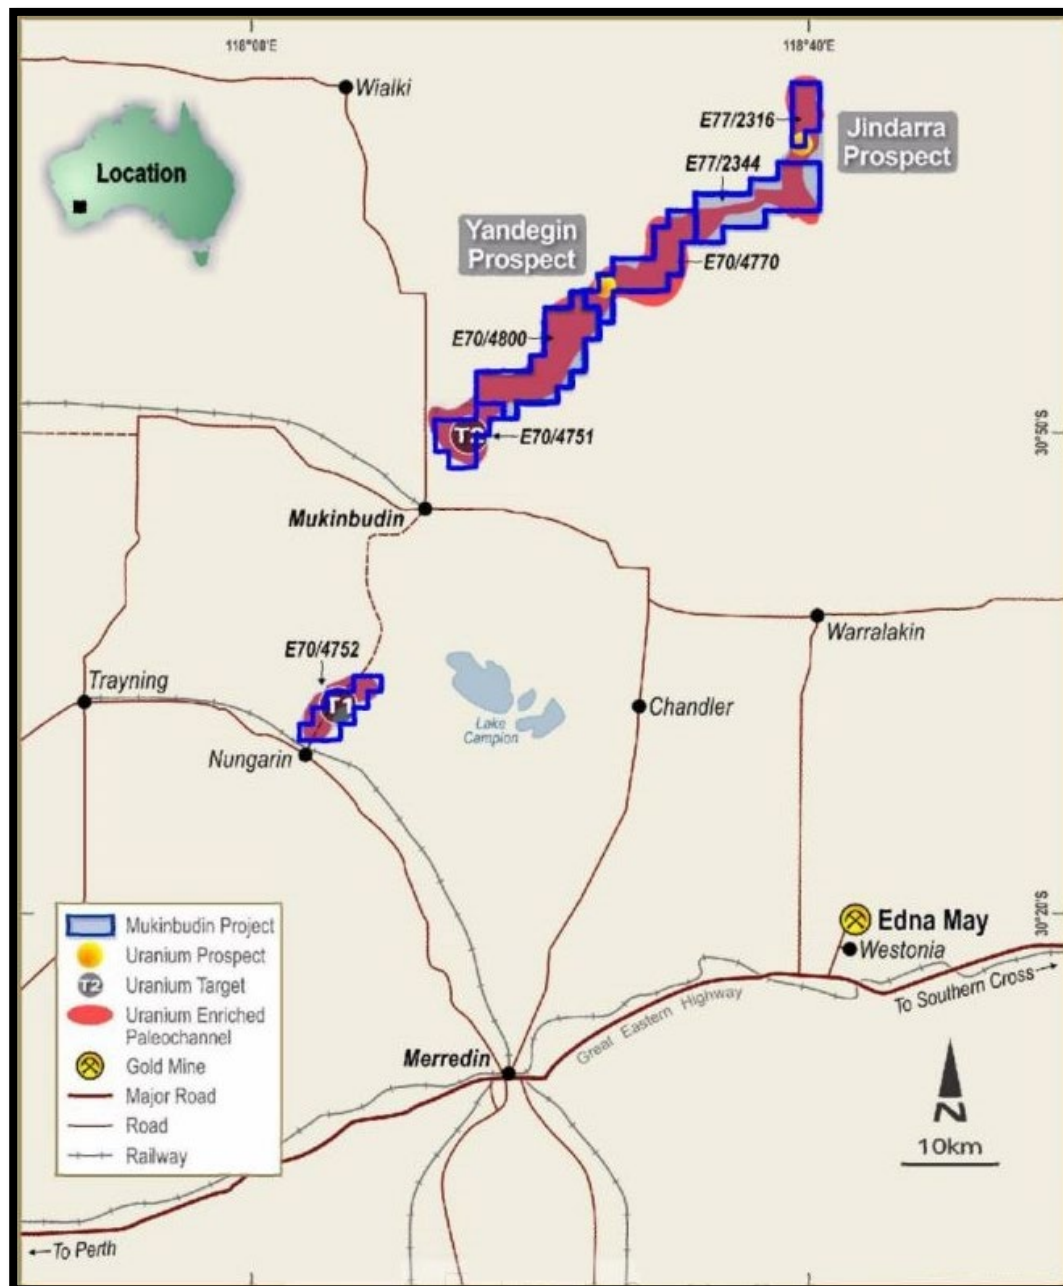 118°00'E
118°40'E
Wialki
E77/2316
Jindarra
Prospect
E77/2344
Location
Yandegin
Prospect
E70/4770
E70/4800
T2
E70/4751
30°50'S
Mukinbudin
Warralakin
E70/4752
Trayning
Chandler
Lake
Campion
Nungarin
Edna May
Westonia
30°20'S
To Southern Cross
Great Eastern Highway
Merredin
Mukinbudin Project
Uranium Prospect
T2 Uranium Target
Uranium Enriched
Paleochannel
Gold Mine
Major Road
Road
Railway
N
10km
To Perth